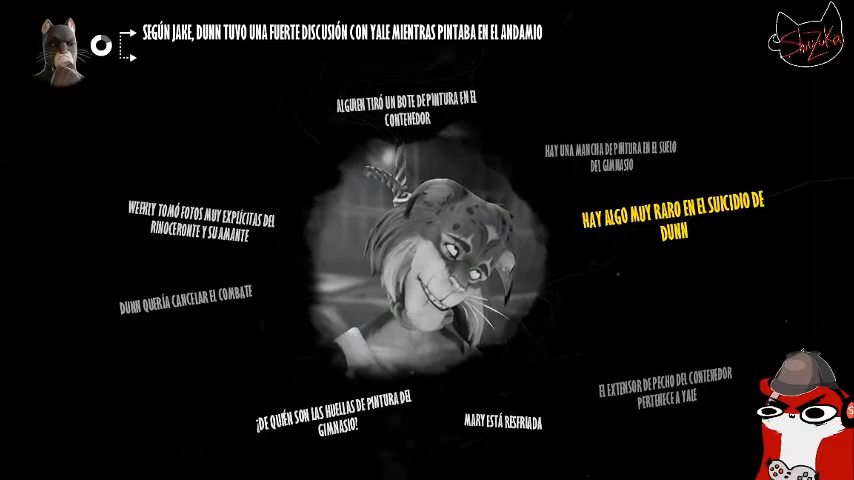 SEGÚN JAKE, DUNN TUVO UNA FUERTE DISCUSIÓN CON YALE MIENTRAS PINTABA EN EL ANDAMIO
Shizuka
ALGUIEN TIRÓ UN BOTE DE PINTURA EN EL
CONTENEDOR
HAY UNA MANCHA DE PINTURA EN EL SUELO
DEL GIMNASIO
WEEKLY TOMÓ FOTOS MUY EXPLÍCITAS DEL
RINOCERONTE Y SU AMANTE
HAY ALGO MUY RARO EN EL SUICIDIO DE
DUNN
DUNN QUERÍA CANCELAR EL COMBATE
EL EXTENSOR DE PECHO DEL CONTENEDOR
PERTENECE A YALE
¿DE QUIÉN SON LAS HUELLAS DE PINTURA DEL
GIMNASIO?
MARY ESTÁ RESFRIADA
S